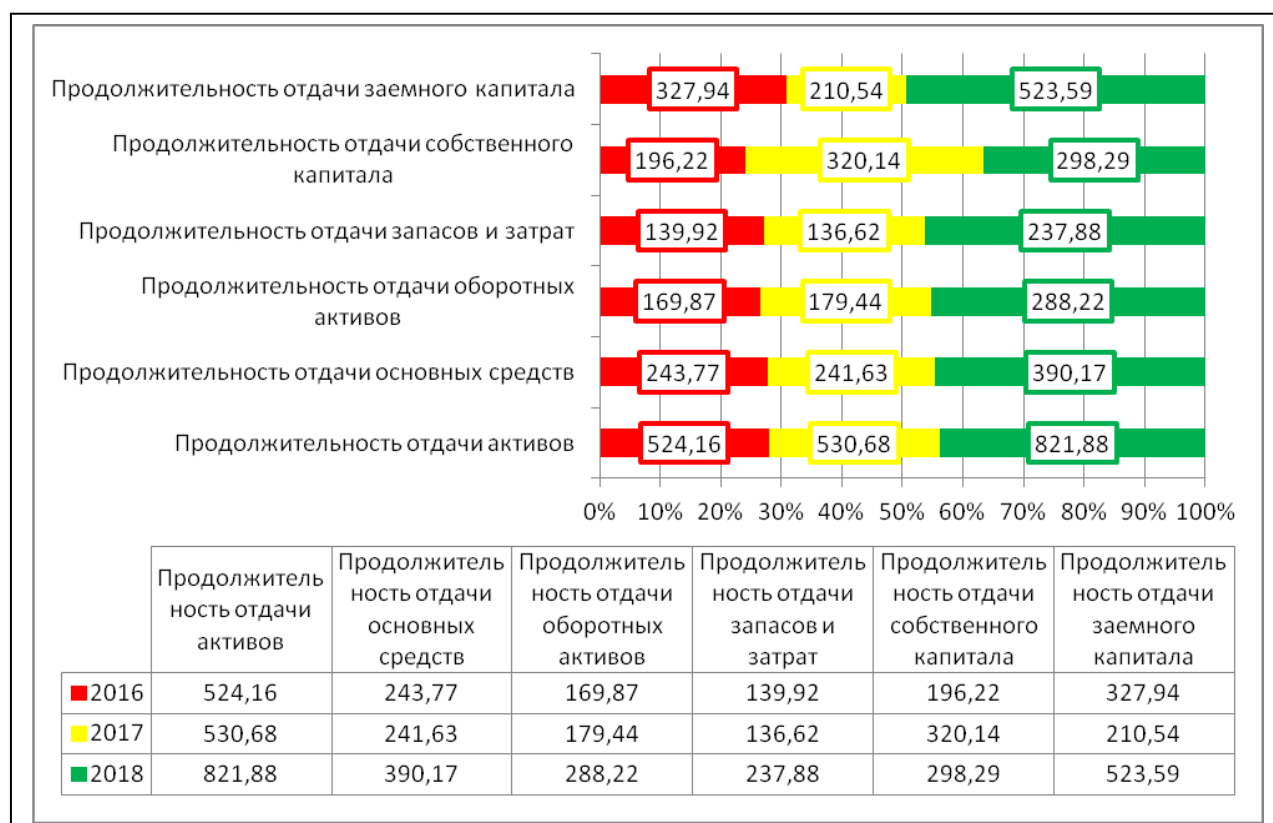 Продолжительность отдачи заемного капитала
327,94 210,54 523,59
Продолжительность отдачи собственного
капитала
196,22 320,14 298,29
Продолжительность отдачи запасов и затрат
139,92 136,62 237,88
Продолжительность отдачи оборотных
активов
169,87 179,44 288,22
Продолжительность отдачи основных средств
243,77 241,63 390,17
Продолжительность отдачи активов
524,16 530,68 821,88
0% 10% 20% 30% 40% 50% 60% 70% 80% 90% 100%
Продолжитель
ность отдачи
активов
Продолжитель
ность отдачи
основных
средств
Продолжитель
ность отдачи
оборотных
активов
Продолжитель
ность отдачи
запасов и
затрат
Продолжитель
ность отдачи
собственного
капитала
Продолжитель
ность отдачи
заемного
капитала
2016 524,16 243,77 169,87 139,92 196,22 327,94
2017 530,68 241,63 179,44 136,62 320,14 210,54
2018 821,88 390,17 288,22 237,88 298,29 523,59